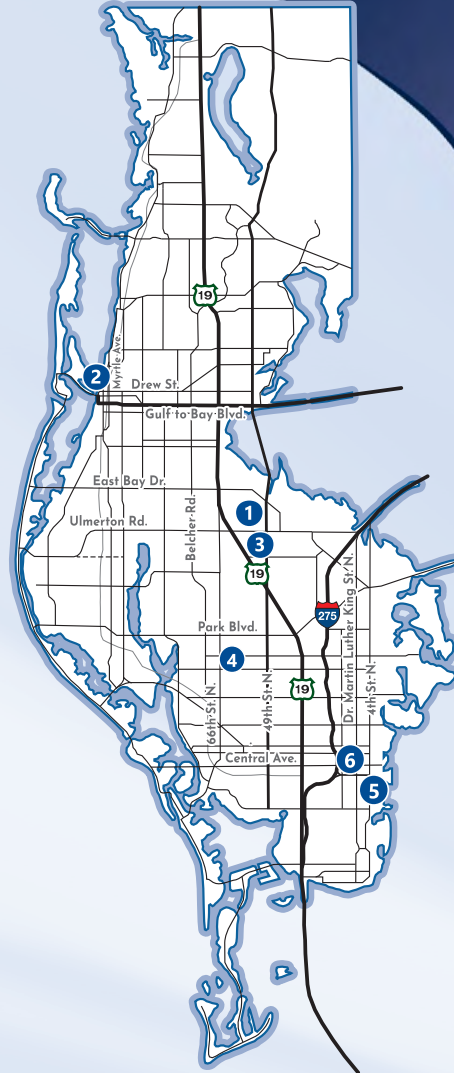 19
Myrtle Ave.
2
Drew St.
Gulf to Bay Blvd.
East Bay Dr.
Belcher Rd.
1
Ulmerton Rd.
3
19
275
Dr. Martin Luther King St. N.
Park Blvd.
4
66th St. N.
49th St. N.
19
4th St. N.
Central Ave.
6
5